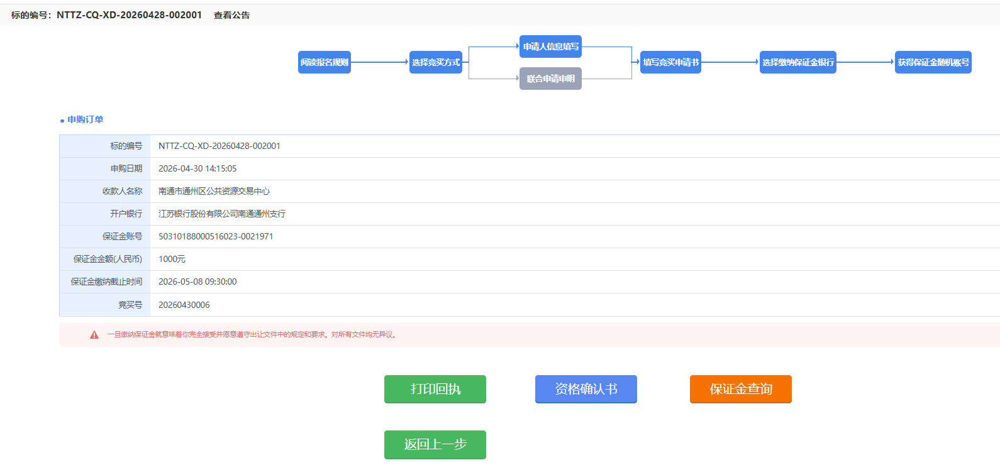 标的编号：NTTZ-CQ-XD-20260428-002001 查看公告
阅读报名规则
选择竞买方式
申请人信息填写
联合申请申明
填写竞买申请书
选择缴纳保证金银行
获得保证金随机账号
申购订单
标的编号 NTTZ-CQ-XD-20260428-002001
申购日期 2026-04-30 14:15:05
收款人名称 南通市通州区公共资源交易中心
开户银行 江苏银行股份有限公司南通通州支行
保证金账号 50310188000516023-0021971
保证金金额(人民币) 1000元
保证金缴纳截止时间 2026-05-08 09:30:00
竞买号 20260430006
一旦缴纳保证金就意味着你完全接受并愿意遵守出让文件中的规定和要求。对所有文件均无异议。
打印回执 资格确认书 保证金查询
返回上一步